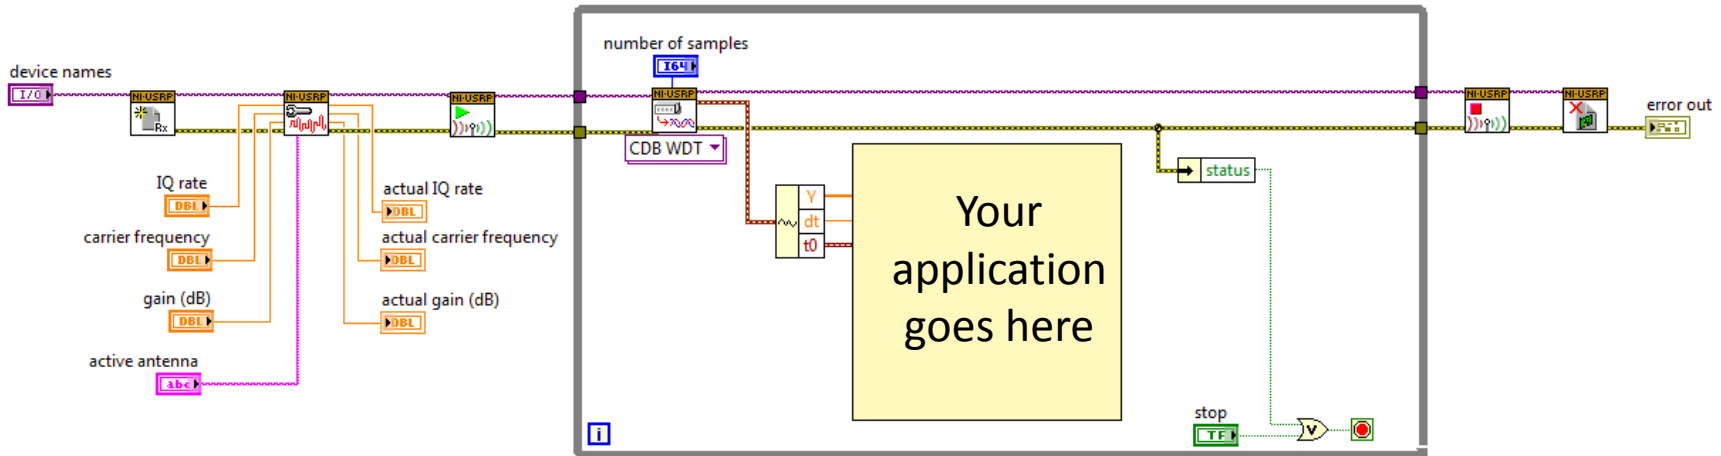 number of samples
I64
device names
I/O
NI-USRP
NI-USRP
NI-USRP
NI-USRP
NI-USRP
NI-USRP
Rx
error out
CDB WDT
status
IQ rate
DBL
actual IQ rate
DBL
Y
dt
t0
Your
application
goes here
carrier frequency
DBL
actual carrier frequency
DBL
gain (dB)
DBL
actual gain (dB)
DBL
active antenna
abc
stop
TF
V
i